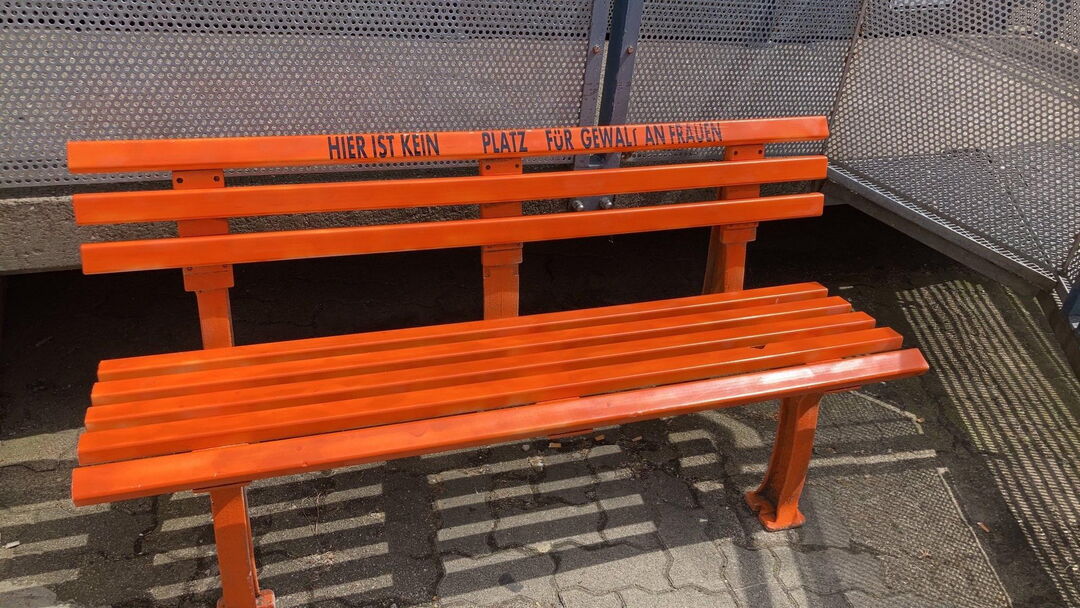 HIER IST KEIN PLATZ FÜR GEWALT AN FRAUEN